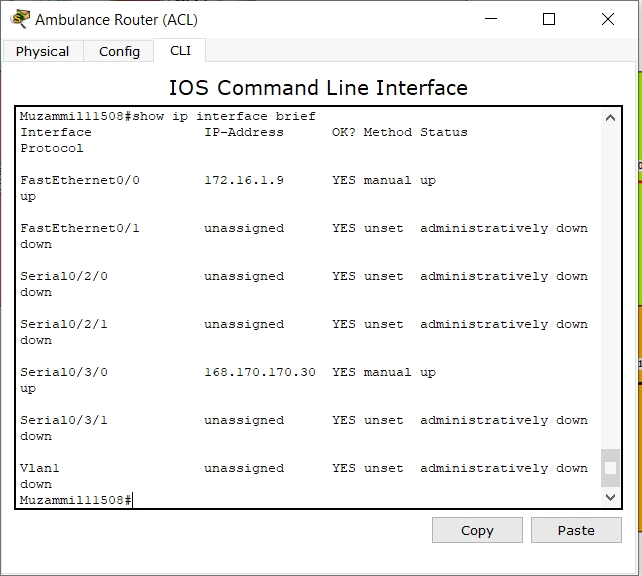 Ambulance Router (ACL)
Physical Config CLI
IOS Command Line Interface
Muzammil11508#show ip interface brief
Interface IP-Address OK? Method Status
Protocol
FastEthernet0/0 172.16.1.9 YES manual up
up
FastEthernet0/1 unassigned YES unset administratively down
down
Serial0/2/0 unassigned YES unset administratively down
down
Serial0/2/1 unassigned YES unset administratively down
down
Serial0/3/0 168.170.170.30 YES manual up
up
Serial0/3/1 unassigned YES unset administratively down
down
Vlan1 unassigned YES unset administratively down
down
Muzammil11508#
Copy Paste